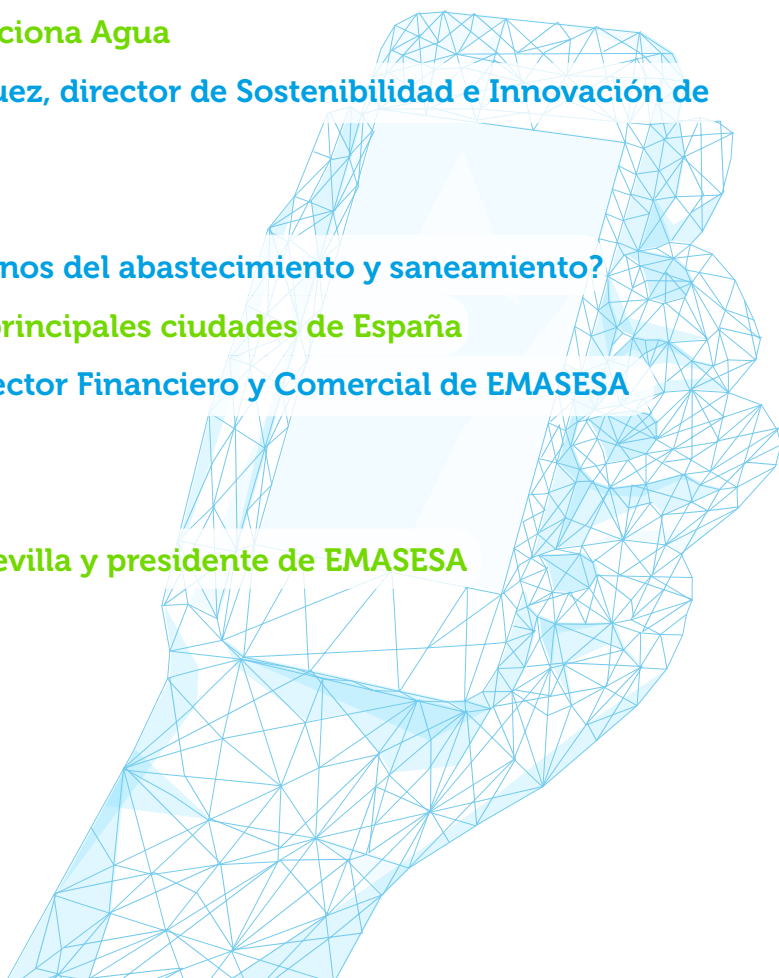 ciona Agua
uez, director de Sostenibilidad e Innovación de
nos del abastecimiento y saneamiento?
principales ciudades de España
ector Financiero y Comercial de EMASESA
evilla y presidente de EMASESA